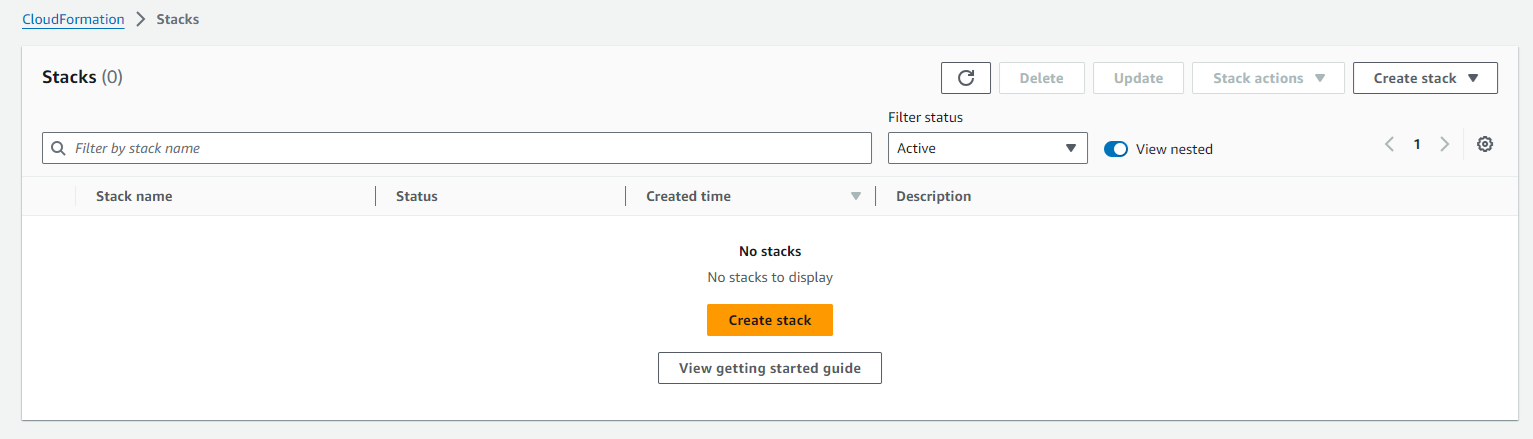 CloudFormation > Stacks
Stacks (0)
Delete
Update
Stack actions
Create stack
Filter status
Filter by stack name
Active
View nested
1
Stack name
Status
Created time
Description
No stacks
No stacks to display
Create stack
View getting started guide